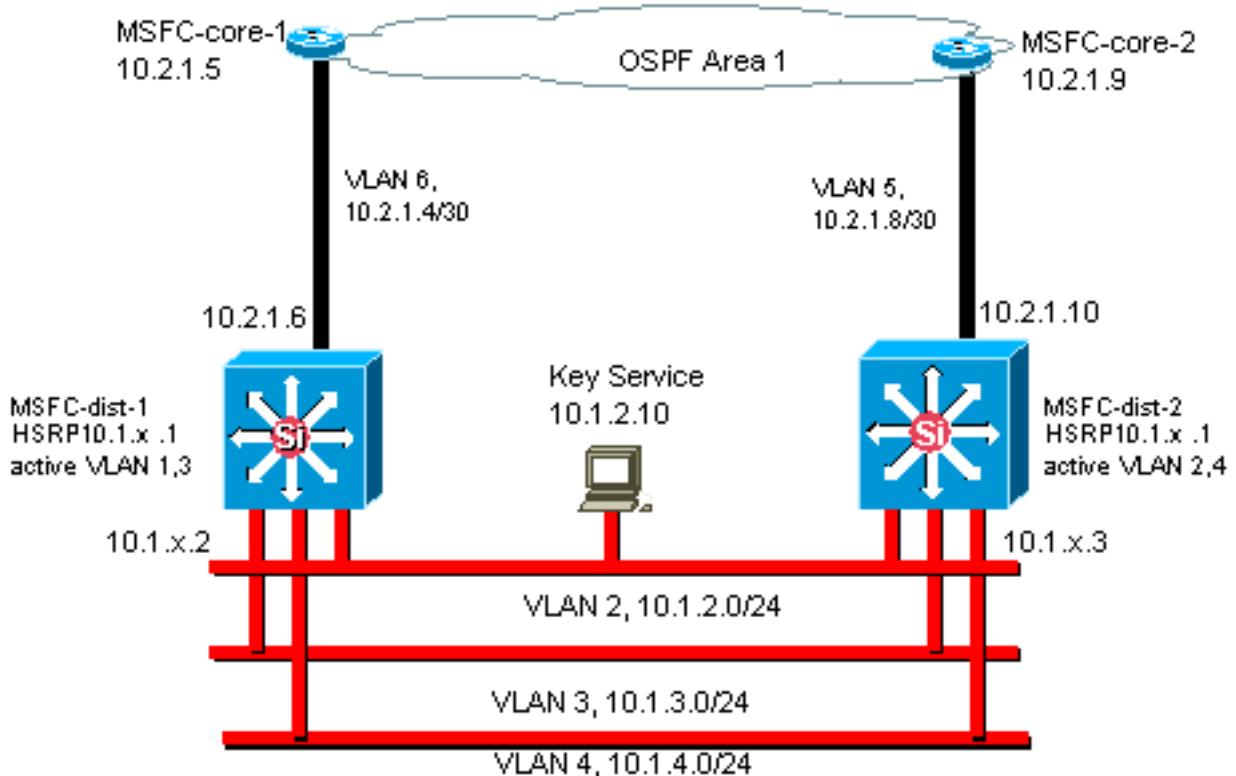 MSFC-core-1
10.2.1.5
OSPF Area 1
MSFC-core-2
10.2.1.9
VLAN 6,
10.2.1.4/30
VLAN 5,
10.2.1.8/30
10.2.1.6
10.2.1.10
Key Service
10.1.2.10
MSFC-dist-1
HSRP10.1.x .1
active VLAN 1,3
Si
Si
MSFC-dist-2
HSRP10.1.x .1
active VLAN 2,4
10.1.x.2
10.1.x.3
VLAN 2, 10.1.2.0/24
VLAN 3, 10.1.3.0/24
VLAN 4, 10.1.4.0/24